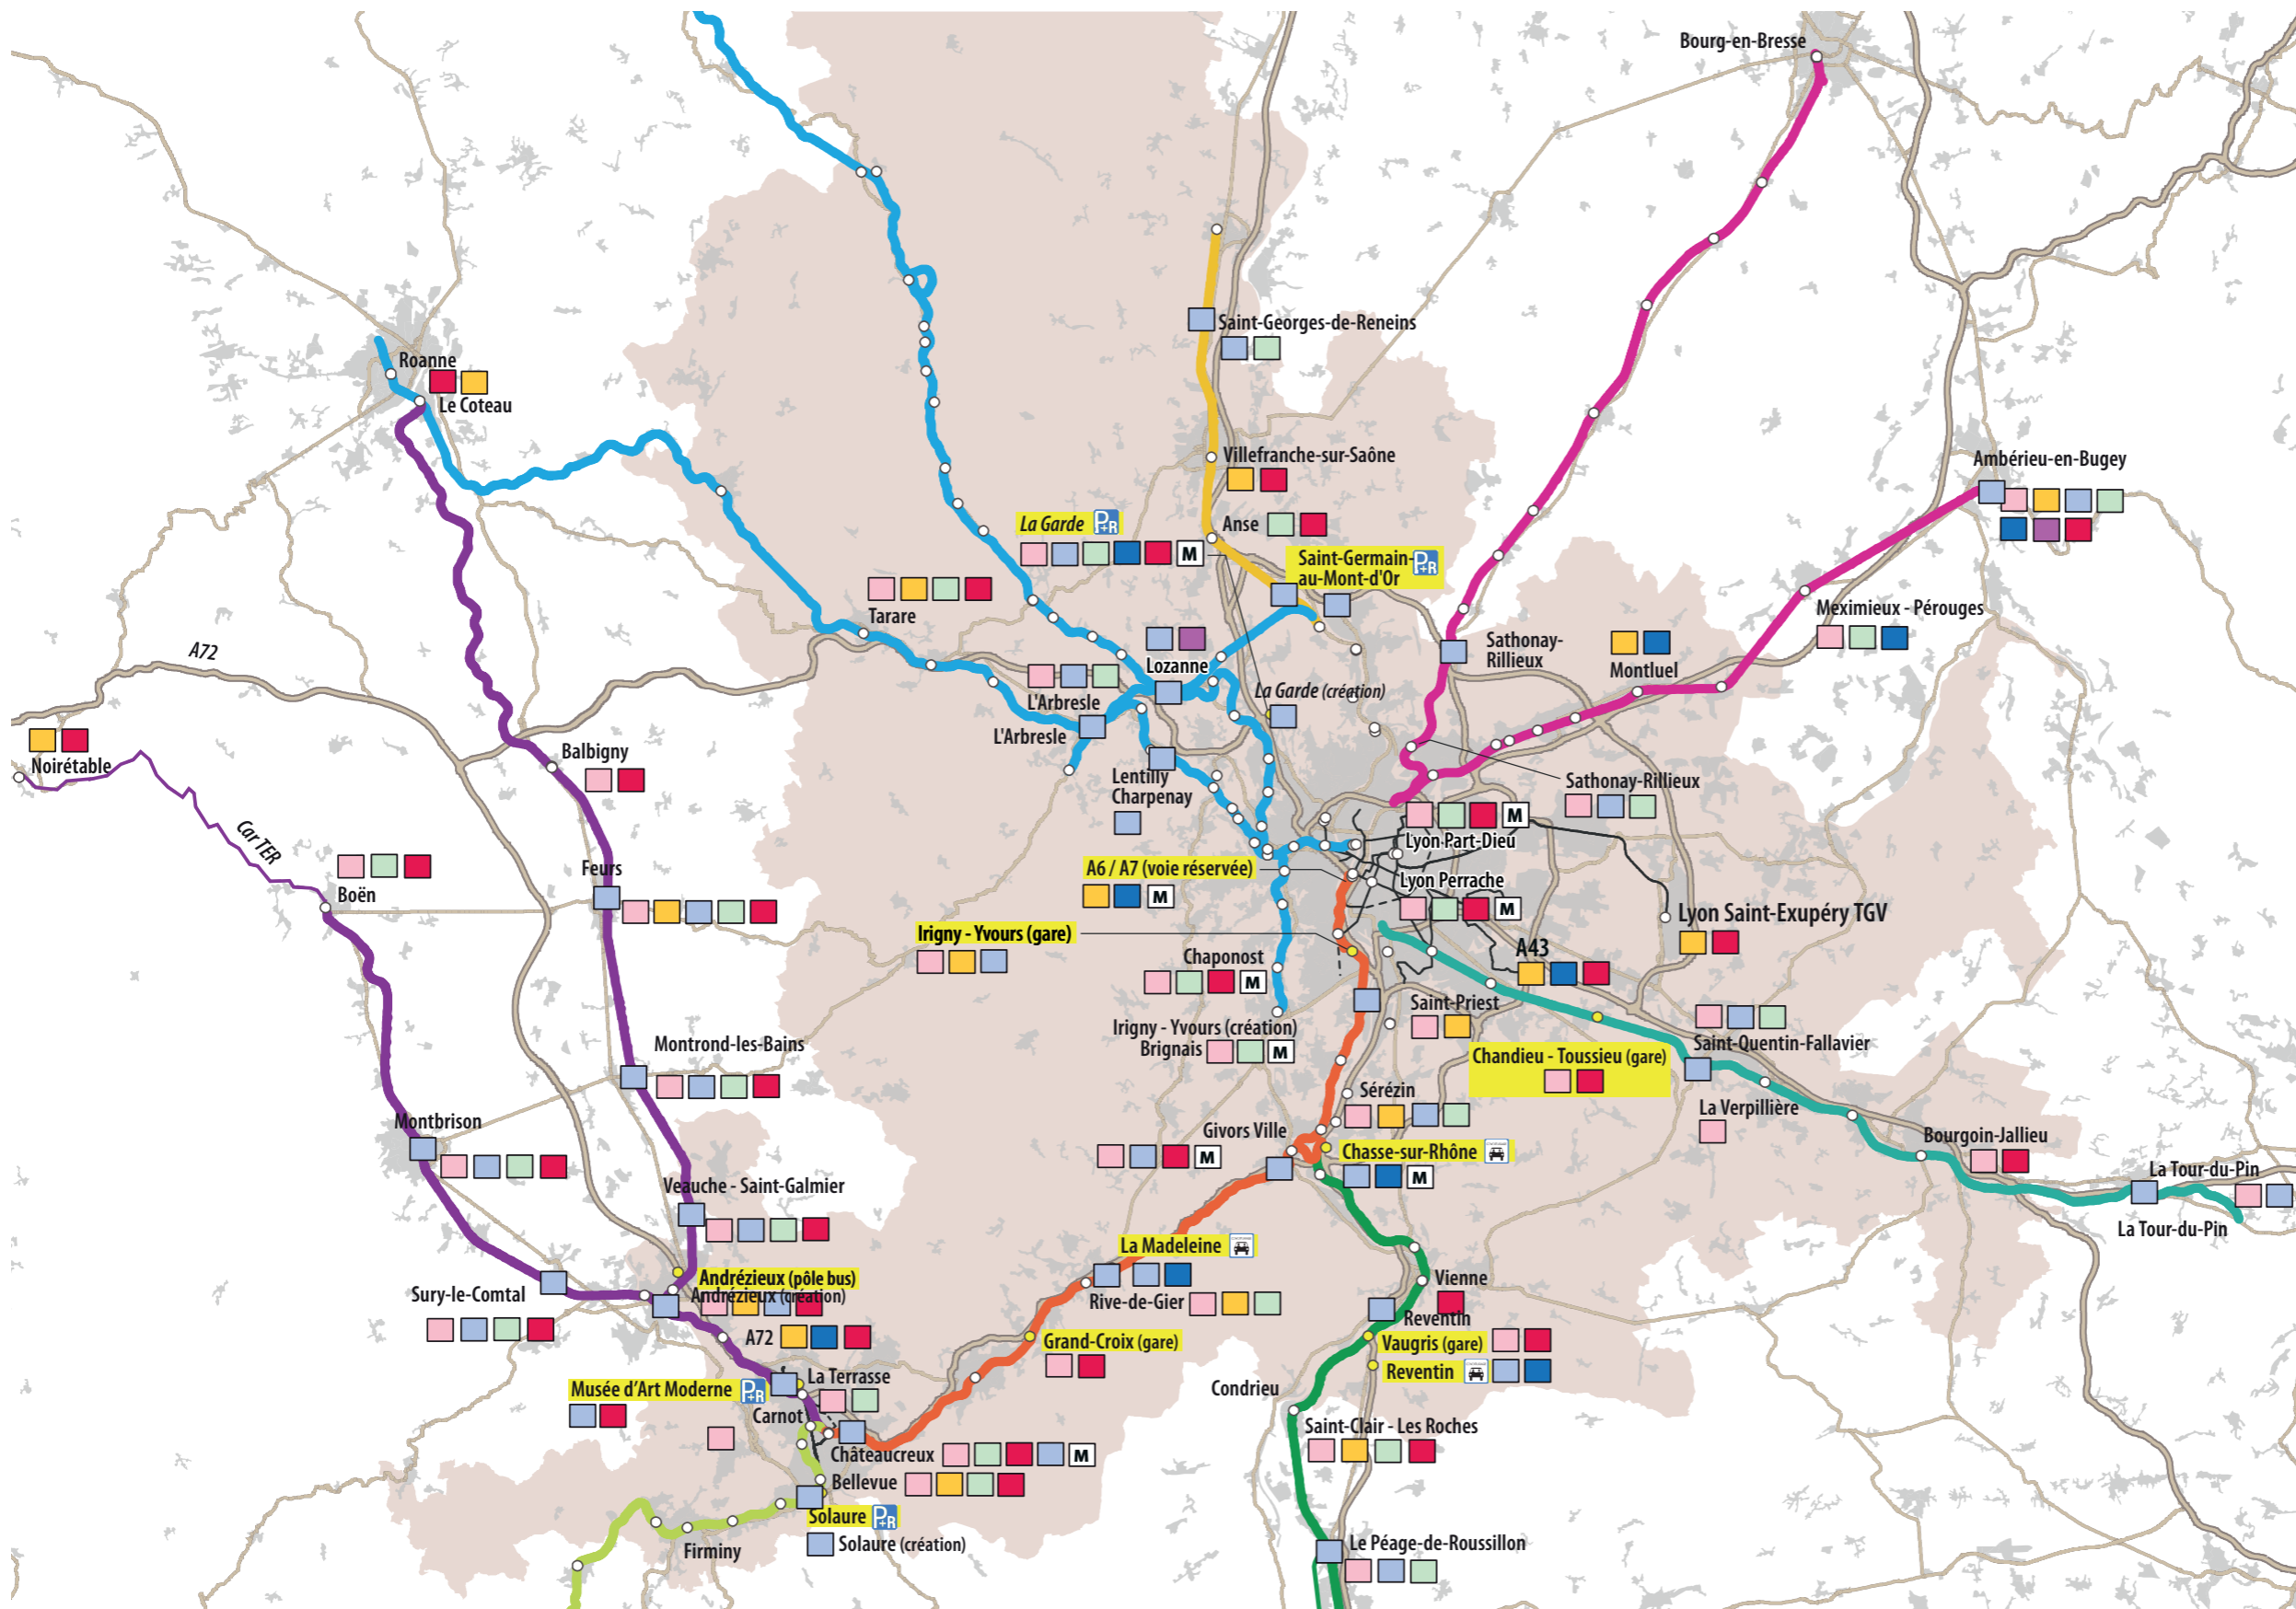 Bourg-en-Bresse
Saint-Georges-de-Reneins
Roanne
Le Coteau
Villefranche-sur-Saône
Ambérieu-en-Bugey
La Garde P+R
M
Anse
Saint-Germain-
au-Mont-d'Or P+R
Tarare
Meximieux - Pérouges
Sathonay-
Rillieux
Montluel
A72
Lozanne
L'Arbresle
La Garde (création)
L'Arbresle
Balbigny
Noirétable
Lentilly
Charpenay
Sathonay-Rillieux
M
Lyon Part-Dieu
Car TER
Feurs
A6 / A7 (voie réservée)
M
Lyon Perrache
M
Boën
Lyon Saint-Exupéry TGV
Irigny - Yvours (gare)
A43
Chaponost
M
Saint-Priest
Irigny - Yvours (création)
Brignais M
Montrond-les-Bains
Saint-Quentin-Fallavier
Chandieu - Toussieu (gare)
Sérézin
La Verpillière
Montbrison
Givors Ville
M
Chasse-sur-Rhône
M
Bourgoin-Jallieu
La Tour-du-Pin
La Tour-du-Pin
Veauche - Saint-Galmier
La Madeleine
Andrézieux (pôle bus)
Andrézieux (création)
Sury-le-Comtal
Rive-de-Gier
Vienne
Reventin
A72
Grand-Croix (gare)
Vaugris (gare)
Reventin
La Terrasse
Musée d'Art Moderne P+R
Condrieu
Carnot
Saint-Clair - Les Roches
Châteaucreux M
Bellevue
Solaure P+R
Solaure (création)
Firminy
Le Péage-de-Roussillon